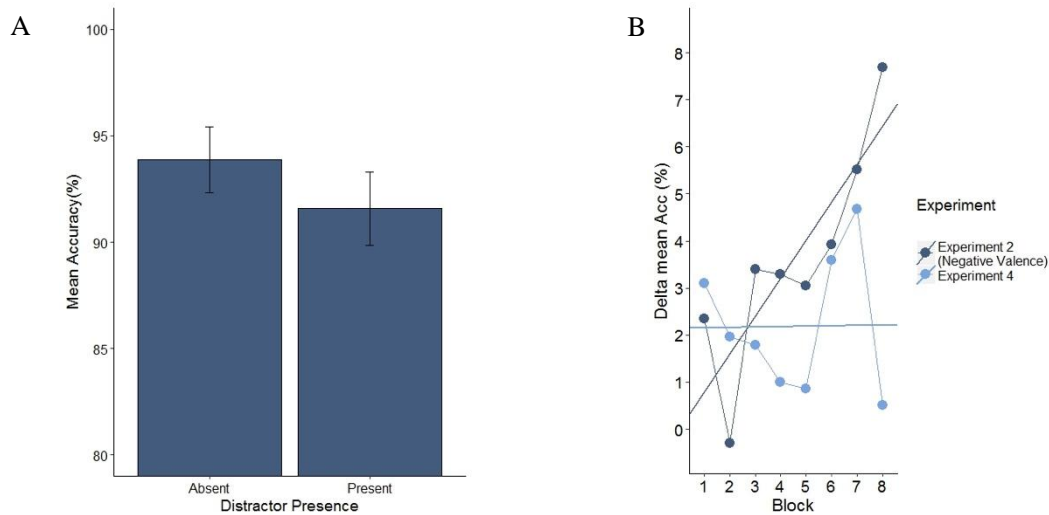 A
100
95
90
85
80
Mean Accuracy(%)
Absent
Present
Distractor Presence
B
8
7
6
5
4
3
2
1
0
Delta mean Acc (%)
1 2 3 4 5 6 7 8
Block
Experiment
Experiment 2
(Negative Valence)
Experiment 4